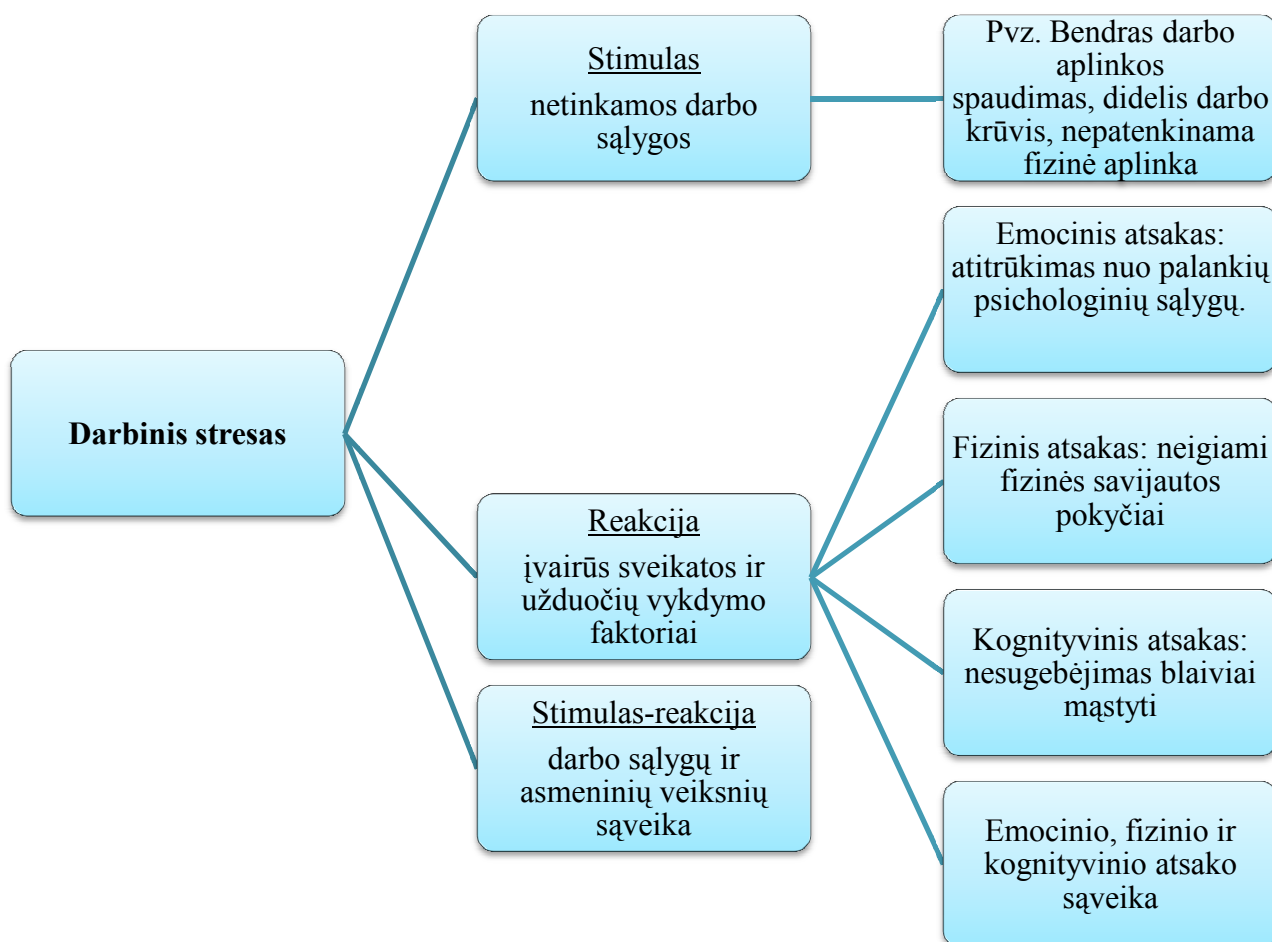 Stimulas
netinkamos darbo
sąlygos
Pvz. Bendras darbo
aplinkos
spaudimas, didelis darbo
krūvis, nepatenkinama
fizinė aplinka
Emocinis atsakas:
atitrūkimas nuo palankių
psichologinių sąlygų.
Darbinis stresas
Fizinis atsakas: neigiami
fizinės savijautos
pokyčiai
Reakcija
įvairūs sveikatos ir
užduočių vykdymo
faktoriai
Kognityvinis atsakas:
nesugebėjimas blaiviai
mąstyti
Stimulas-reakcija
darbo sąlygų ir
asmeninių veiksnių
sąveika
Emocinio, fizinio ir
kognityvinio atsako
sąveika